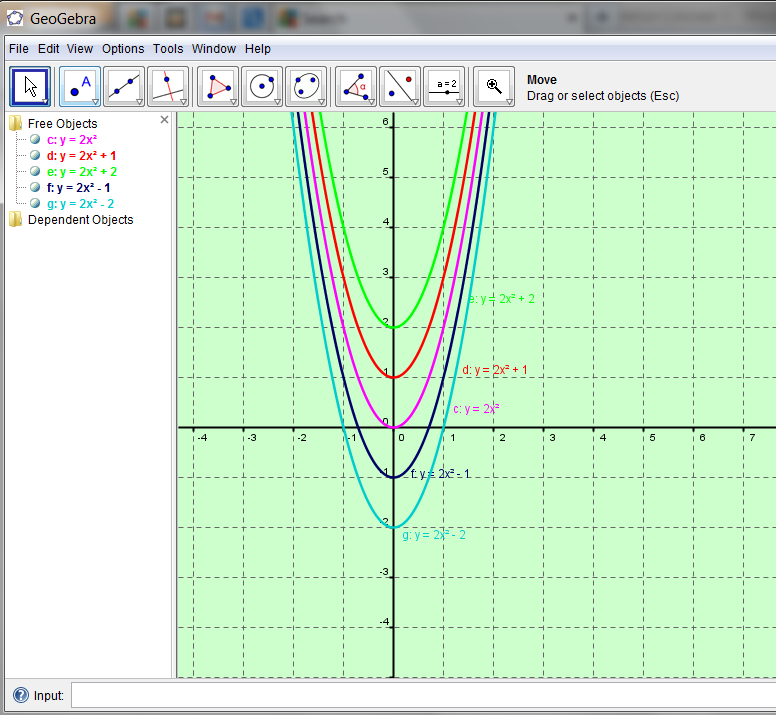 GeoGebra
File Edit View Options Tools Window Help
A
α
a = 2
Move
Drag or select objects (Esc)
Free Objects
c: y = 2x²
d: y = 2x² + 1
e: y = 2x² + 2
f: y = 2x² - 1
g: y = 2x² - 2
Dependent Objects
6
5
4
3
e: y = 2x² + 2
2
1
d: y = 2x² + 1
c: y = 2x²
0
-4 -3 -2 -1 0 1 2 3 4 5 6 7
-1
f: y = 2x² - 1
-2
g: y = 2x² - 2
-3
-4
Input: